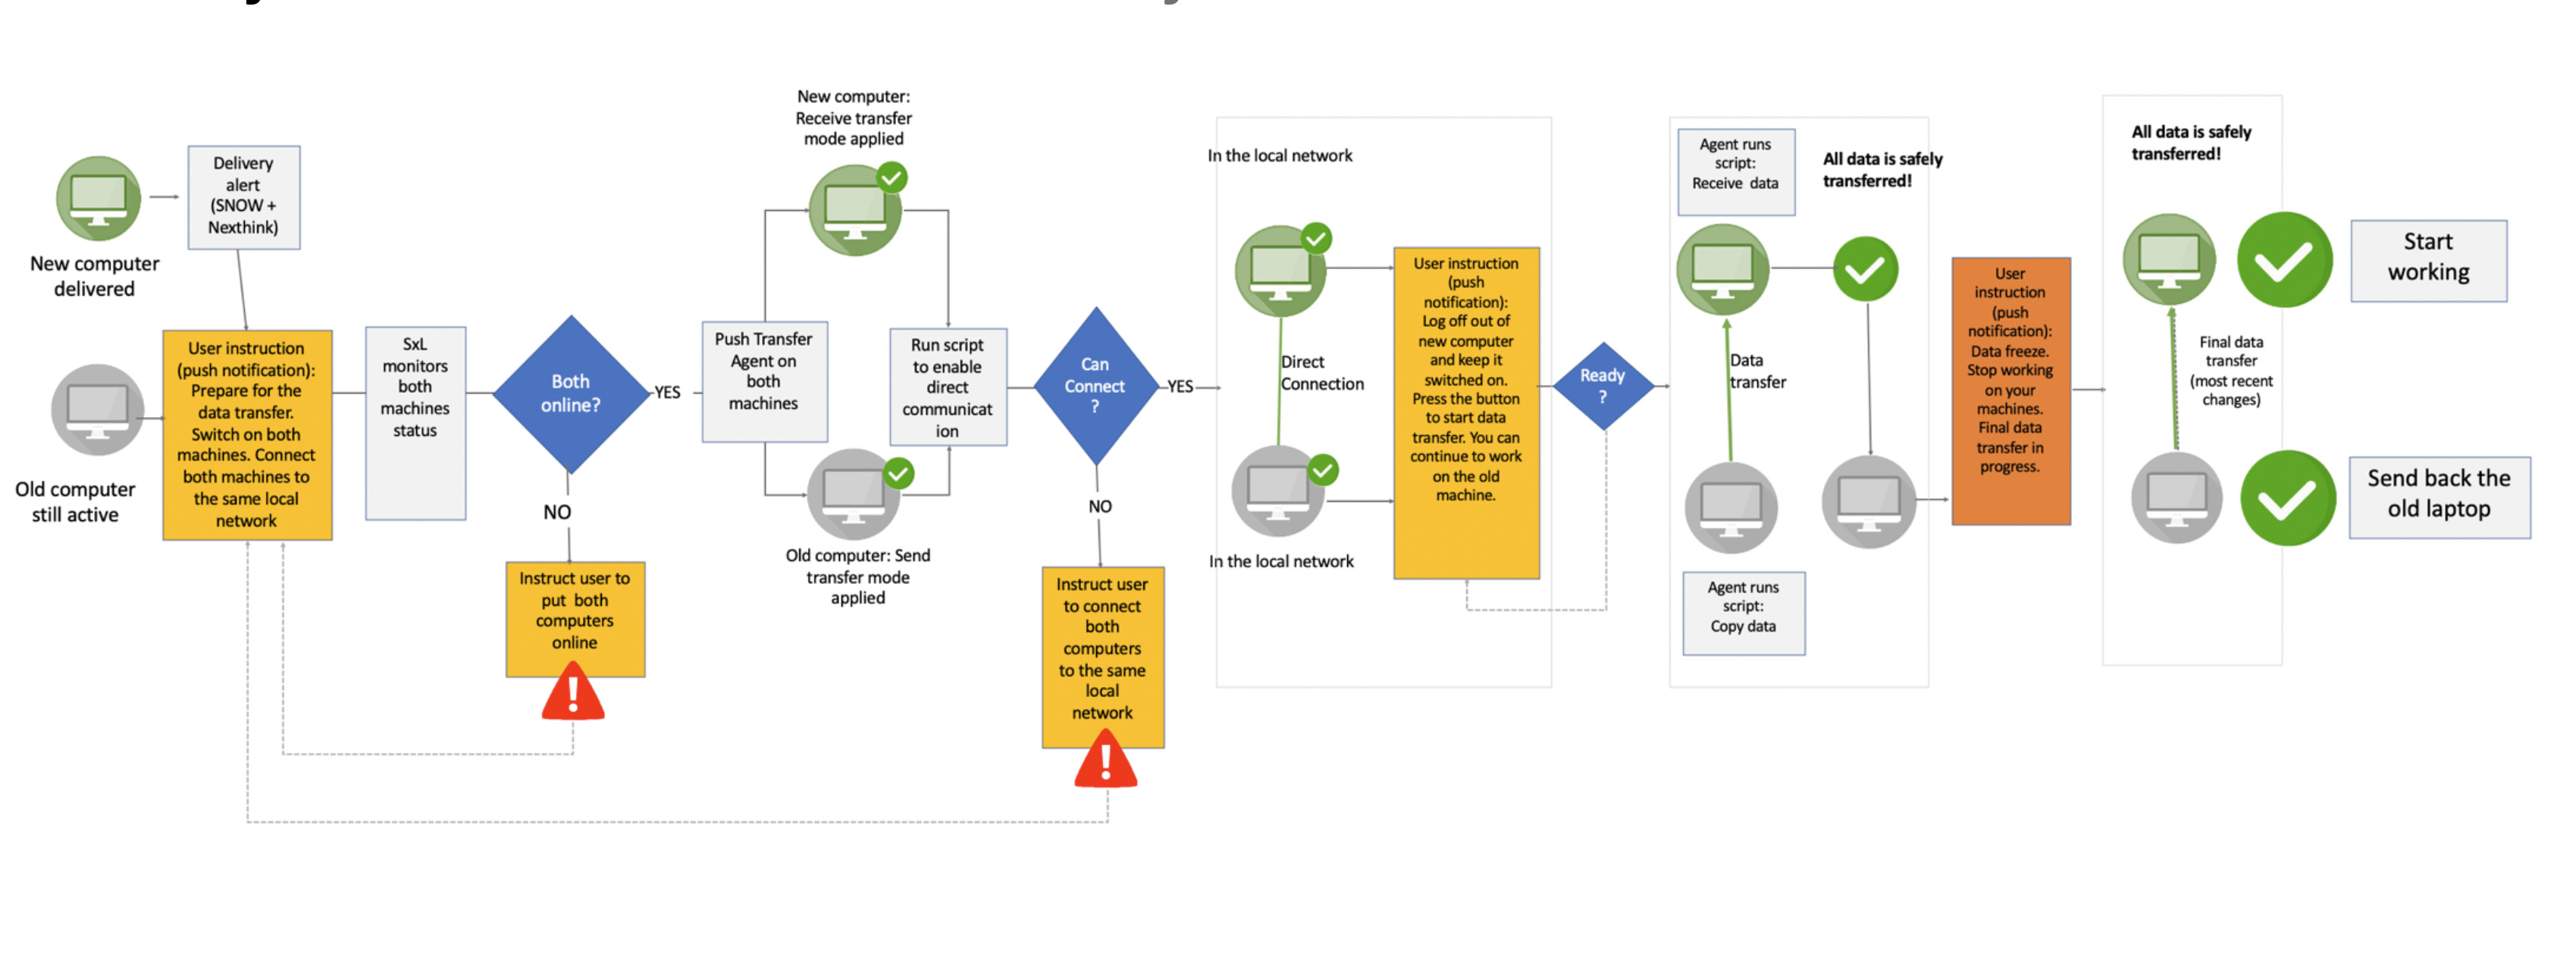 New computer
delivered
Delivery
alert
(SNOW +
Nexthink)
Old computer
still active
User instruction
(push notification):
Prepare for the
data transfer.
Switch on both
machines. Connect
both machines to
the same local
network
SxL
monitors
both
machines
status
Both
online?
YES
NO
Instruct user to
put both
computers
online
Push Transfer
Agent on
both
machines
New computer:
Receive transfer
mode applied
Old computer: Send
transfer mode
applied
Run script
to enable
direct
communicat
ion
Can
Connect
?
YES
NO
Instruct user
to connect
both
computers
to the same
local
network
In the local network
Direct
Connection
In the local network
User instruction
(push
notification):
Log off out of
new computer
and keep it
switched on.
Press the button
to start data
transfer. You can
continue to work
on the old
machine.
Ready
?
Agent runs
script:
Receive data
All data is safely
transferred!
Data
transfer
Agent runs
script:
Copy data
User
instruction
(push
notification):
Data freeze.
Stop working
on your
machines.
Final data
transfer in
progress.
All data is safely
transferred!
Final data
transfer
(most recent
changes)
Start
working
Send back the
old laptop